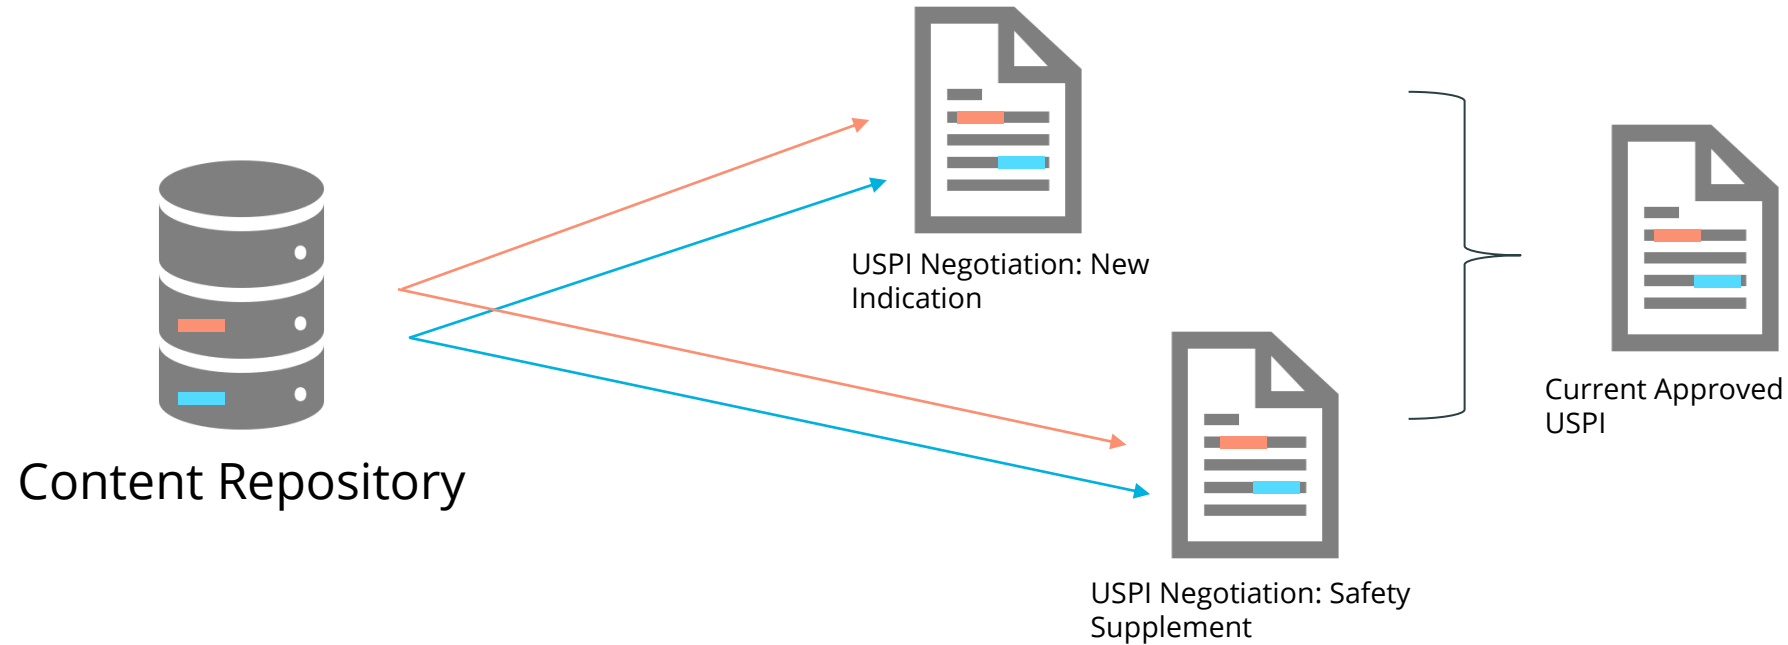 Content Repository
USPI Negotiation: New
Indication
USPI Negotiation: Safety
Supplement
Current Approved
USPI